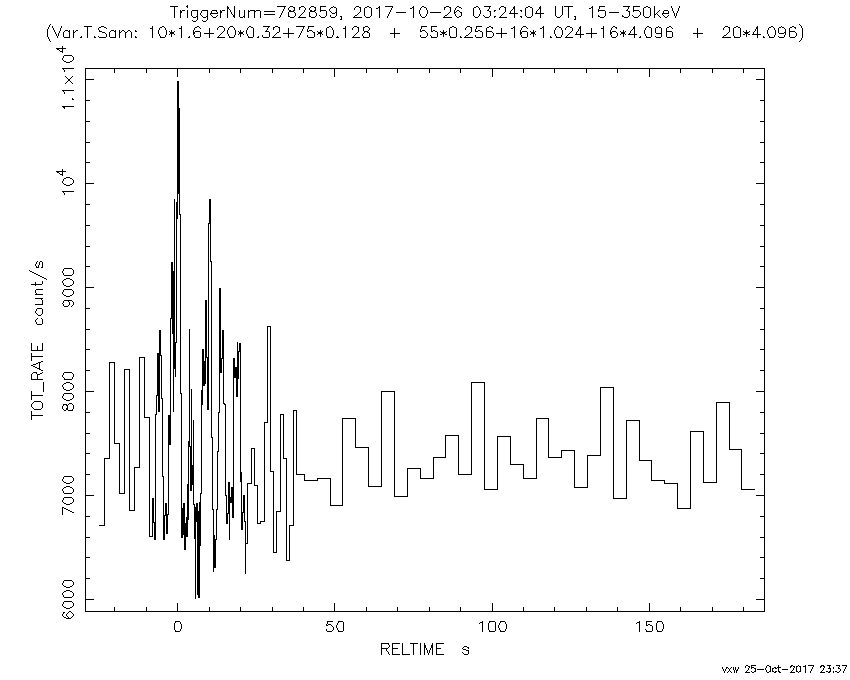 TriggerNum=782859, 2017-10-26 03:24:04 UT, 15-350keV
(Var.T.Sam: 10*1.6+20*0.32+75*0.128 + 55*0.256+16*1.024+16*4.096 + 20*4.096)
1.1×10⁴
10⁴
9000
8000
7000
6000
TOT_RATE count/s
0 50 100 150
RELTIME s
vxw 25-Oct-2017 23:37